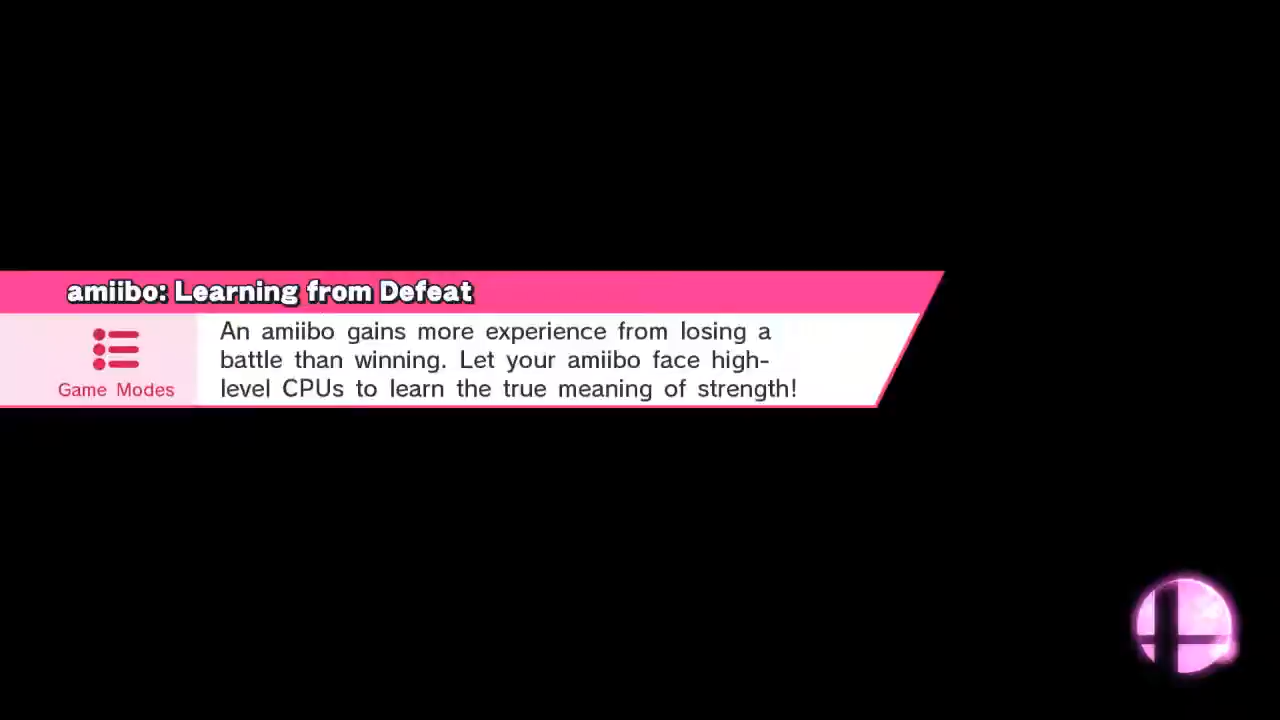 amiibo: Learning from Defeat
An amiibo gains more experience from losing a
battle than winning. Let your amiibo face high-
level CPUs to learn the true meaning of strength!
Game Modes